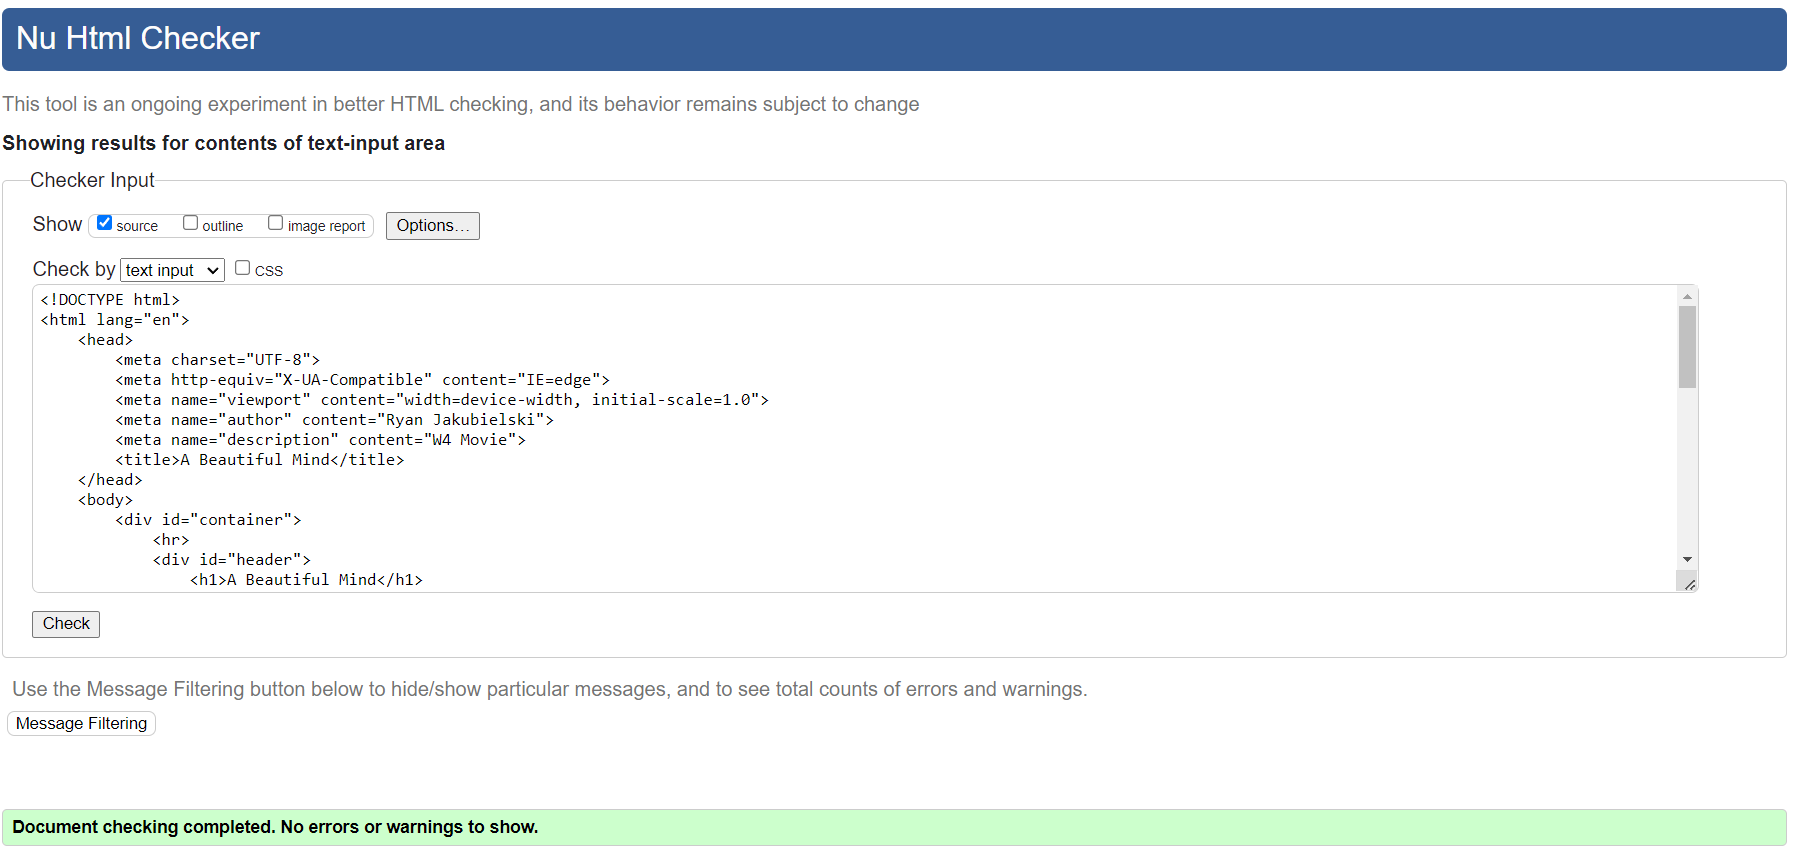 Nu Html Checker
This tool is an ongoing experiment in better HTML checking, and its behavior remains subject to change
Showing results for contents of text-input area
Checker Input
Show source outline image report Options...
Check by text input CSS
<!DOCTYPE html>
<html lang="en">
    <head>
        <meta charset="UTF-8">
        <meta http-equiv="X-UA-Compatible" content="IE=edge">
        <meta name="viewport" content="width=device-width, initial-scale=1.0">
        <meta name="author" content="Ryan Jakubielski">
        <meta name="description" content="W4 Movie">
        <title>A Beautiful Mind</title>
    </head>
    <body>
        <div id="container">
            <hr>
            <div id="header">
                <h1>A Beautiful Mind</h1>
Check
Use the Message Filtering button below to hide/show particular messages, and to see total counts of errors and warnings.
Message Filtering
Document checking completed. No errors or warnings to show.